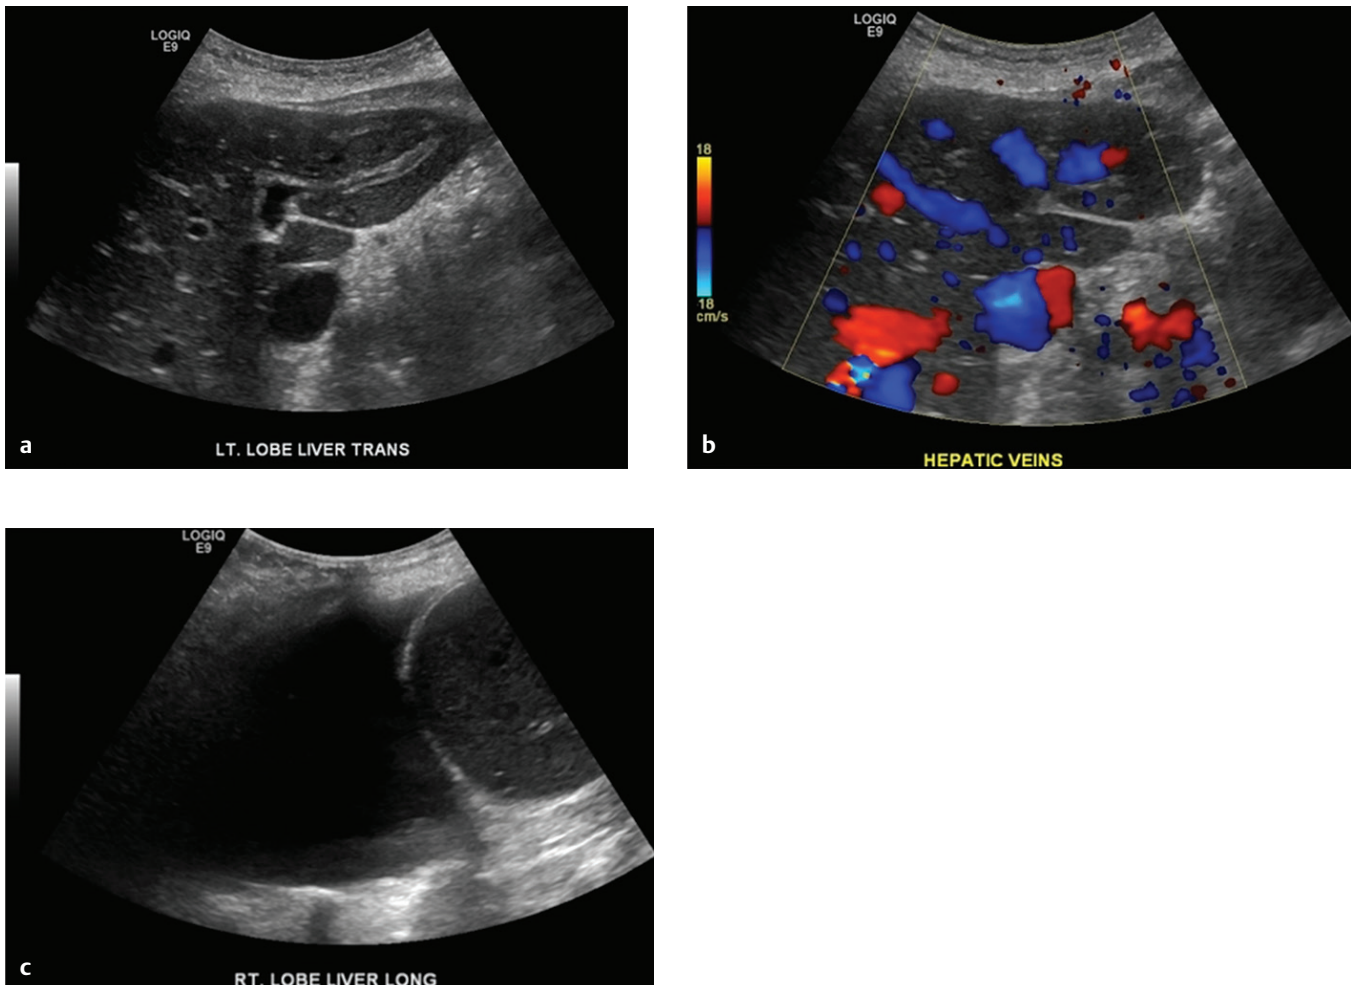 LOGIQ
E9
a
LT. LOBE LIVER TRANS
LOGIQ
E9
18
18
cm/s
b
HEPATIC VEINS
LOGIQ
E9
c
RT. LOBE LIVER LONG